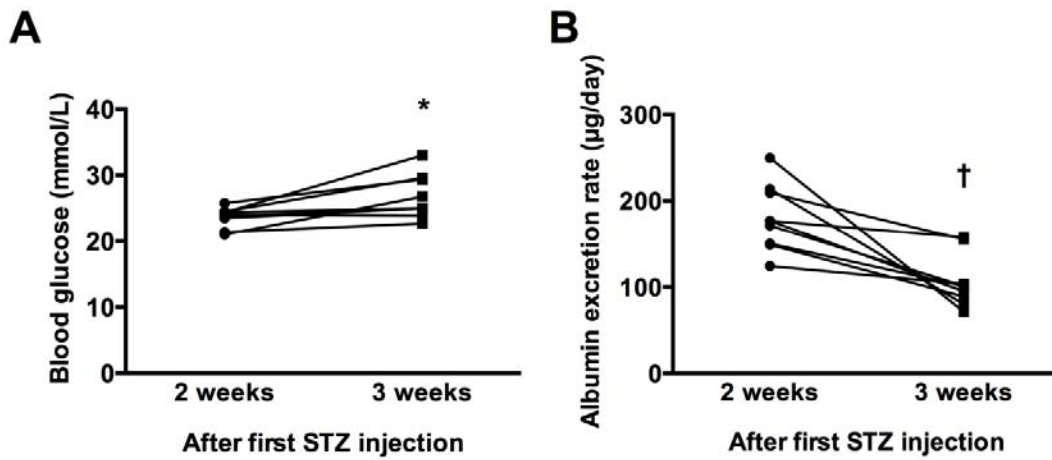 A
Blood glucose (mmol/L)
40
30
20
10
0
*
2 weeks
3 weeks
After first STZ injection
B
Albumin excretion rate (µg/day)
300
200
100
0
†
2 weeks
3 weeks
After first STZ injection